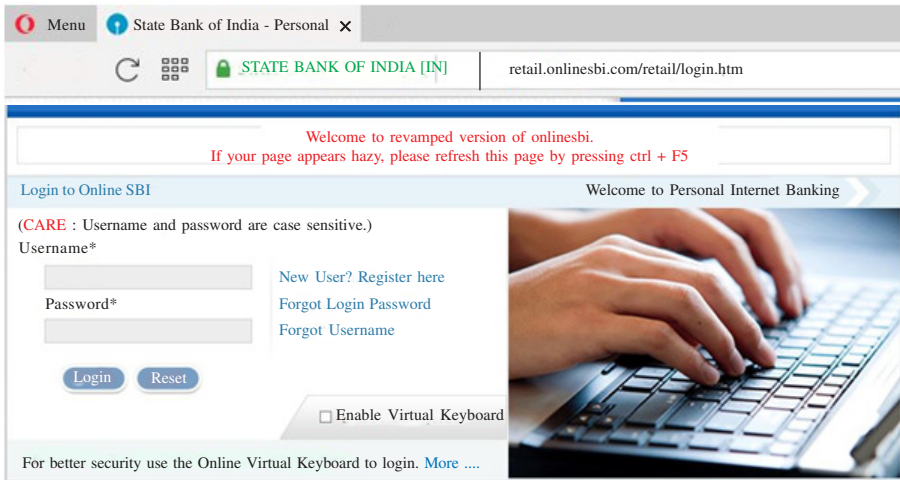 Menu
State Bank of India - Personal
STATE BANK OF INDIA [IN]
retail.onlinesbi.com/retail/login.htm
Welcome to revamped version of onlinesbi.
If your page appears hazy, please refresh this page by pressing ctrl + F5
Login to Online SBI
Welcome to Personal Internet Banking
(CARE : Username and password are case sensitive.)
Username*
New User? Register here
Password*
Forgot Login Password
Forgot Username
Login
Reset
Enable Virtual Keyboard
For better security use the Online Virtual Keyboard to login. More ....